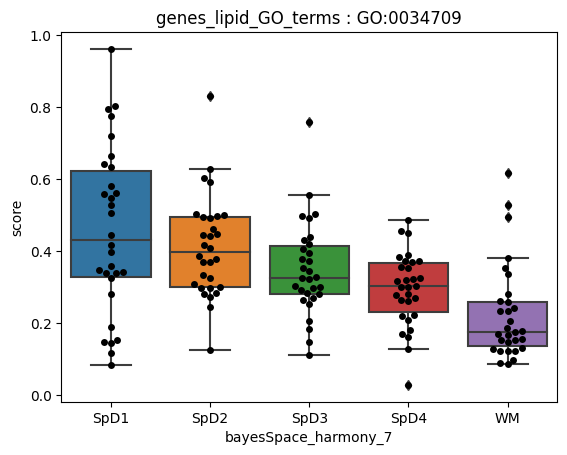 genes_lipid_GO_terms : GO:0034709
1.0
0.8
0.6
0.4
0.2
0.0
score
SpD1 SpD2 SpD3 SpD4 WM
bayesSpace_harmony_7